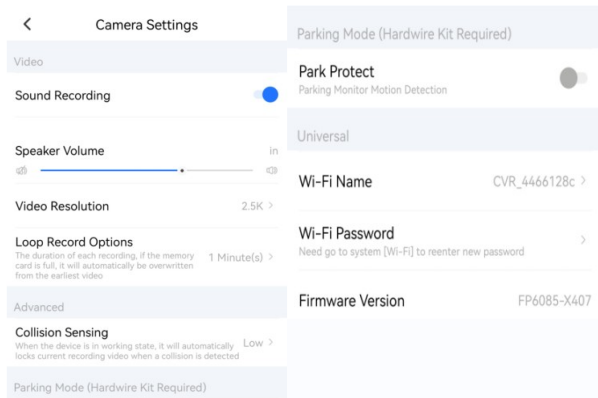 Camera Settings
Video
Sound Recording
Speaker Volume
in
Video Resolution
2.5K
Loop Record Options
The duration of each recording, if the memory
card is full, it will automatically be overwritten
from the earliest video
1 Minute(s)
Advanced
Collision Sensing
When the device is in working state, it will automatically
locks current recording video when a collision is detected
Low
Parking Mode (Hardwire Kit Required)
Parking Mode (Hardwire Kit Required)
Park Protect
Parking Monitor Motion Detection
Universal
Wi-Fi Name
CVR_4466128c
Wi-Fi Password
Need go to system [Wi-Fi] to reenter new password
Firmware Version
FP6085-X407